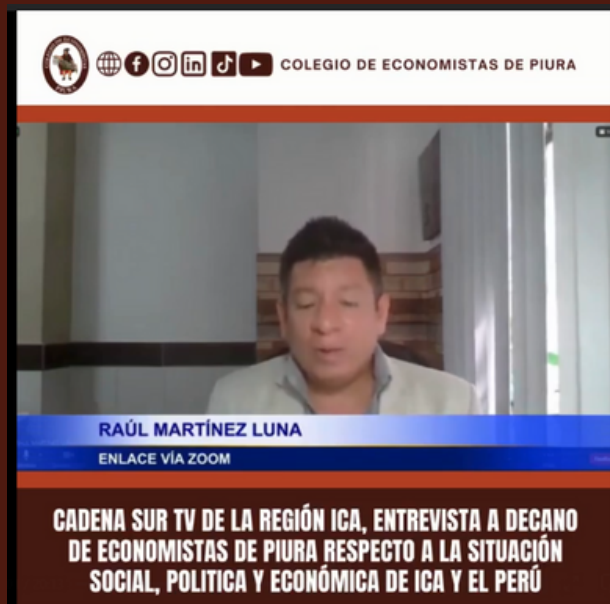 PIURA
COLEGIO DE ECONOMISTAS DE PIURA
RAÚL MARTÍNEZ LUNA
ENLACE VÍA ZOOM
CADENA SUR TV DE LA REGIÓN ICA, ENTREVISTA A DECANO
DE ECONOMISTAS DE PIURA RESPECTO A LA SITUACIÓN
SOCIAL, POLITICA Y ECONÓMICA DE ICA Y EL PERÚ